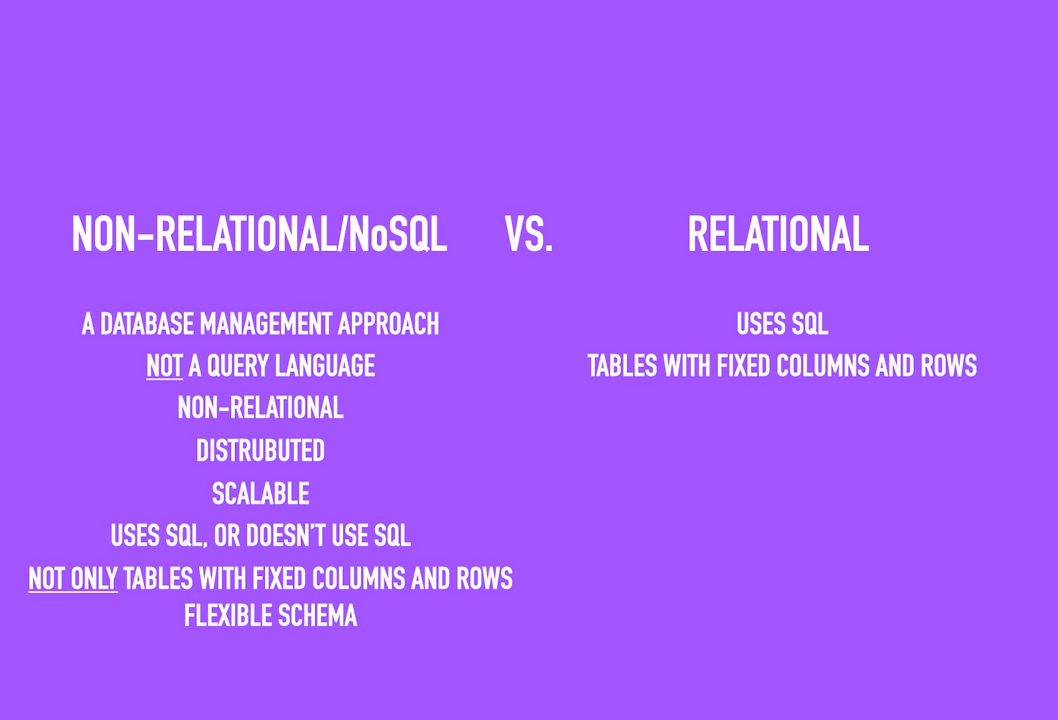 NON-RELATIONAL/NoSQL VS. RELATIONAL
A DATABASE MANAGEMENT APPROACH
NOT A QUERY LANGUAGE
NON-RELATIONAL
DISTRUBUTED
SCALABLE
USES SQL, OR DOESN'T USE SQL
NOT ONLY TABLES WITH FIXED COLUMNS AND ROWS
FLEXIBLE SCHEMA
USES SQL
TABLES WITH FIXED COLUMNS AND ROWS